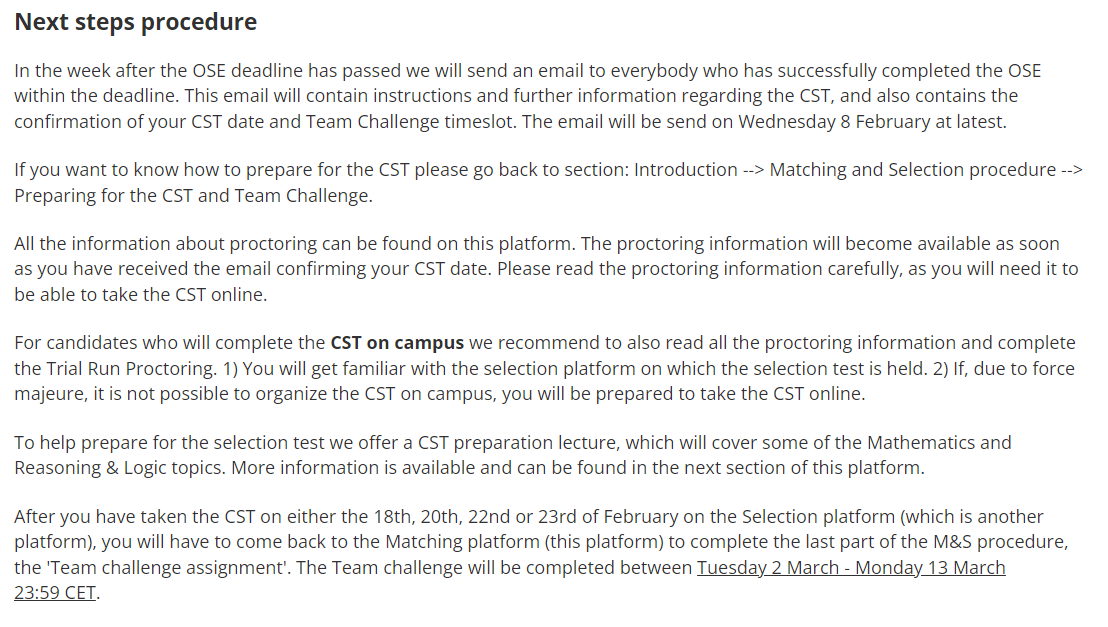 Next steps procedure
In the week after the OSE deadline has passed we will send an email to everybody who has successfully completed the OSE
within the deadline. This email will contain instructions and further information regarding the CST, and also contains the
confirmation of your CST date and Team Challenge timeslot. The email will be send on Wednesday 8 February at latest.
If you want to know how to prepare for the CST please go back to section: Introduction --> Matching and Selection procedure -->
Preparing for the CST and Team Challenge.
All the information about proctoring can be found on this platform. The proctoring information will become available as soon
as you have received the email confirming your CST date. Please read the proctoring information carefully, as you will need it to
be able to take the CST online.
For candidates who will complete the CST on campus we recommend to also read all the proctoring information and complete
the Trial Run Proctoring. 1) You will get familiar with the selection platform on which the selection test is held. 2) If, due to force
majeure, it is not possible to organize the CST on campus, you will be prepared to take the CST online.
To help prepare for the selection test we offer a CST preparation lecture, which will cover some of the Mathematics and
Reasoning & Logic topics. More information is available and can be found in the next section of this platform.
After you have taken the CST on either the 18th, 20th, 22nd or 23rd of February on the Selection platform (which is another
platform), you will have to come back to the Matching platform (this platform) to complete the last part of the M&S procedure,
the 'Team challenge assignment'. The Team challenge will be completed between Tuesday 2 March - Monday 13 March
23:59 CET.